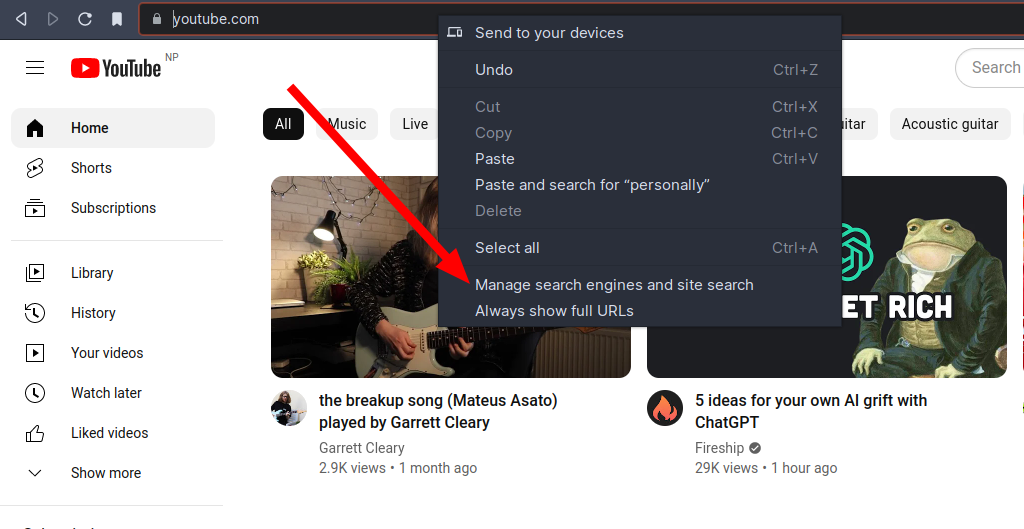 youtube.com
Send to your devices
Undo Ctrl+Z
Cut Ctrl+X
Copy Ctrl+C
Paste Ctrl+V
Paste and search for “personally”
Delete
Select all Ctrl+A
Manage search engines and site search
Always show full URLs
YouTube NP
Search
Home
Shorts
Subscriptions
Library
History
Your videos
Watch later
Liked videos
Show more
All Music Live itar Acoustic guitar
ET RICH
the breakup song (Mateus Asato)
played by Garrett Cleary
Garrett Cleary
2.9K views • 1 month ago
5 ideas for your own AI grift with
ChatGPT
Fireship
29K views • 1 hour ago